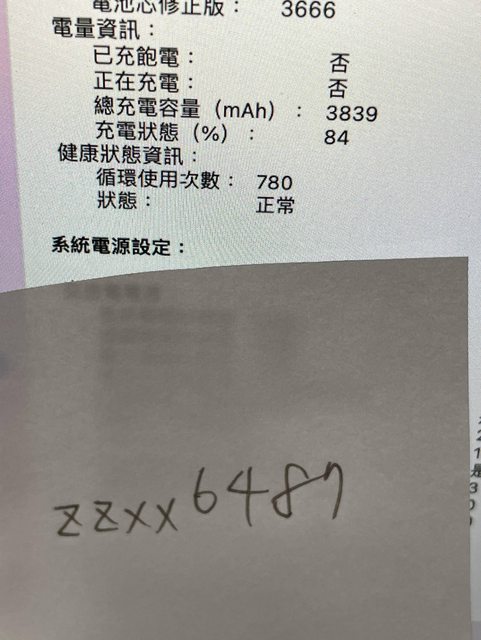 電池芯修正版： 3666
電量資訊：
已充飽電： 否
正在充電： 否
總充電容量（mAh）： 3839
充電狀態（%）： 84
健康狀態資訊：
循環使用次數： 780
狀態： 正常
系統電源設定：
zzxx6487